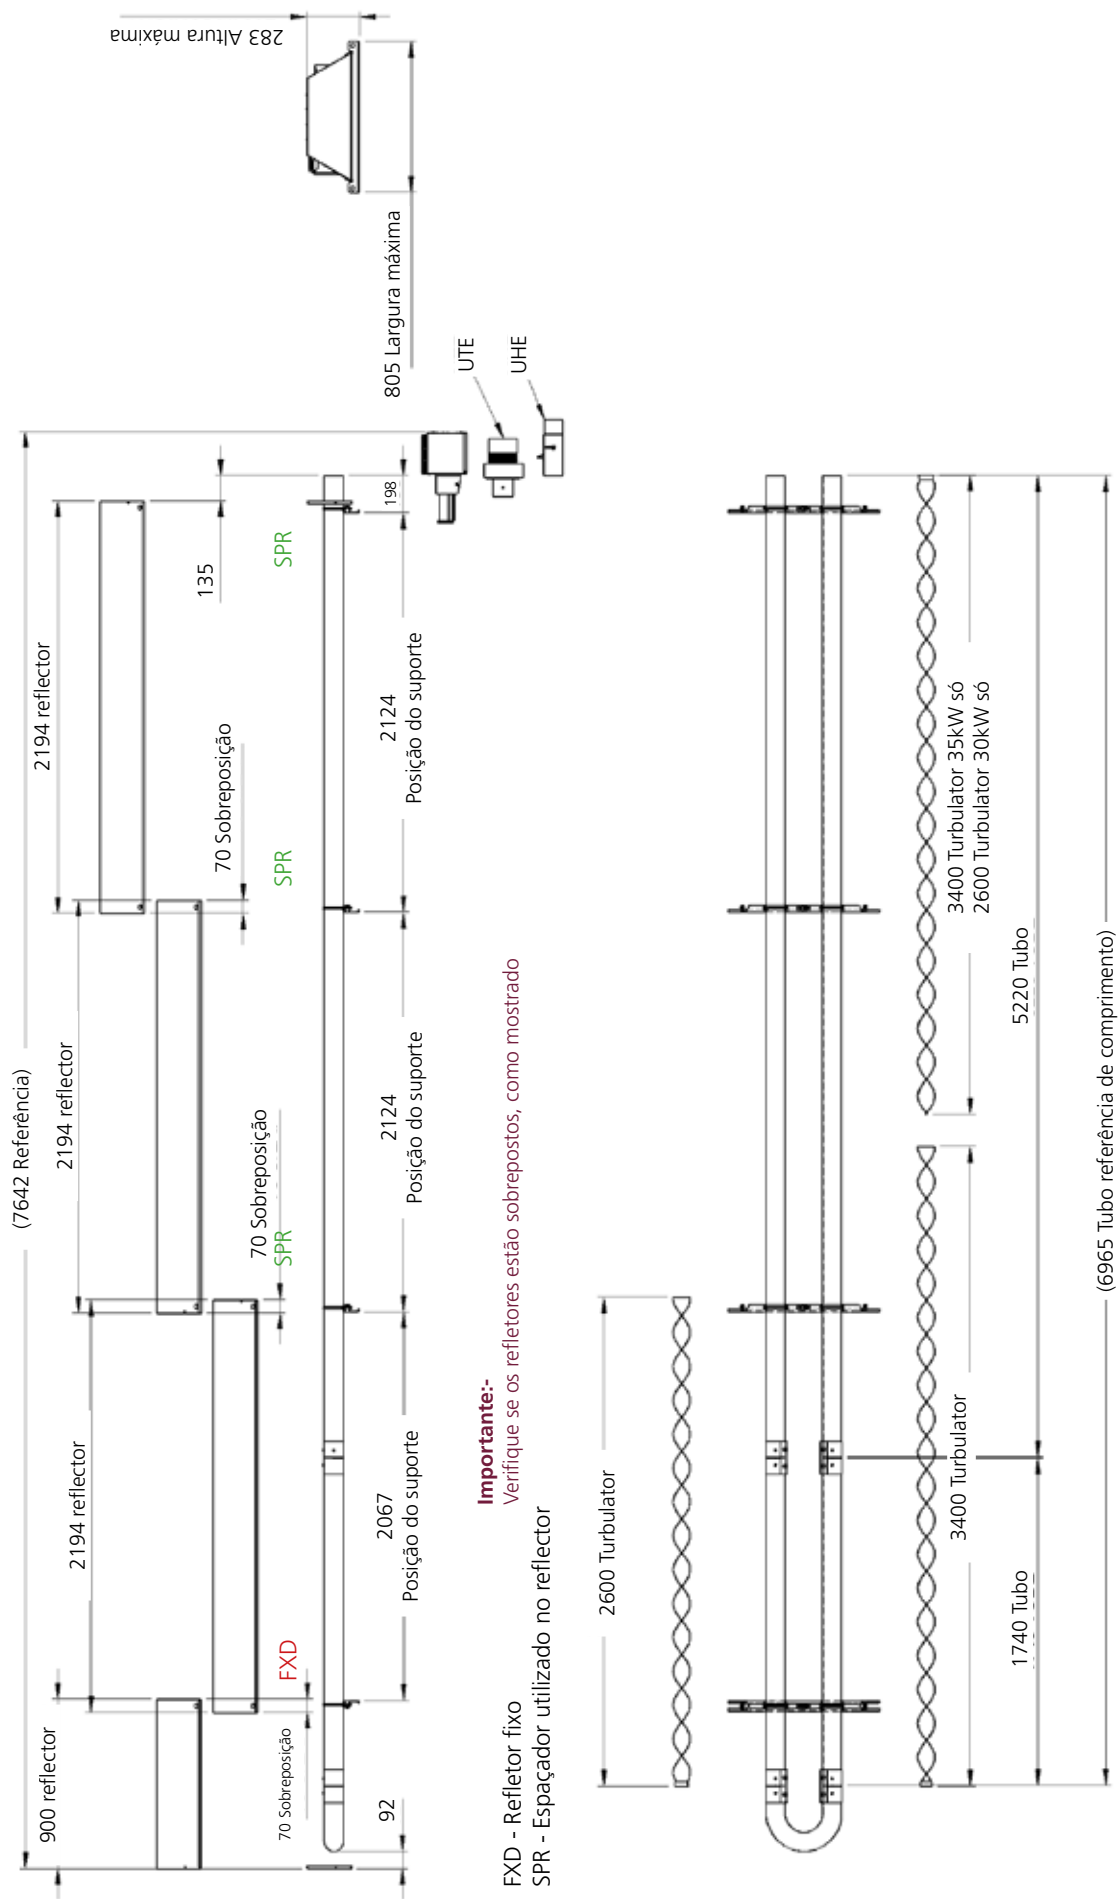 (7642 Referência)
900 reflector
2194 reflector
2194 reflector
2194 reflector
70 Sobreposição
70 Sobreposição
70 Sobreposição
135
283 Altura máxima
805 Largura máxima
FXD
SPR
SPR
SPR
92
2067
Posição do suporte
2124
Posição do suporte
2124
Posição do suporte
198
UTE
UHE
Importante:-
Verifique se os refletores estão sobrepostos, como mostrado
FXD - Refletor fixo
SPR - Espaçador utilizado no reflector
2600 Turbulator
3400 Turbulator
3400 Turbulator 35kW só
2600 Turbulator 30kW só
1740 Tubo
5220 Tubo
(6965 Tubo referência de comprimento)